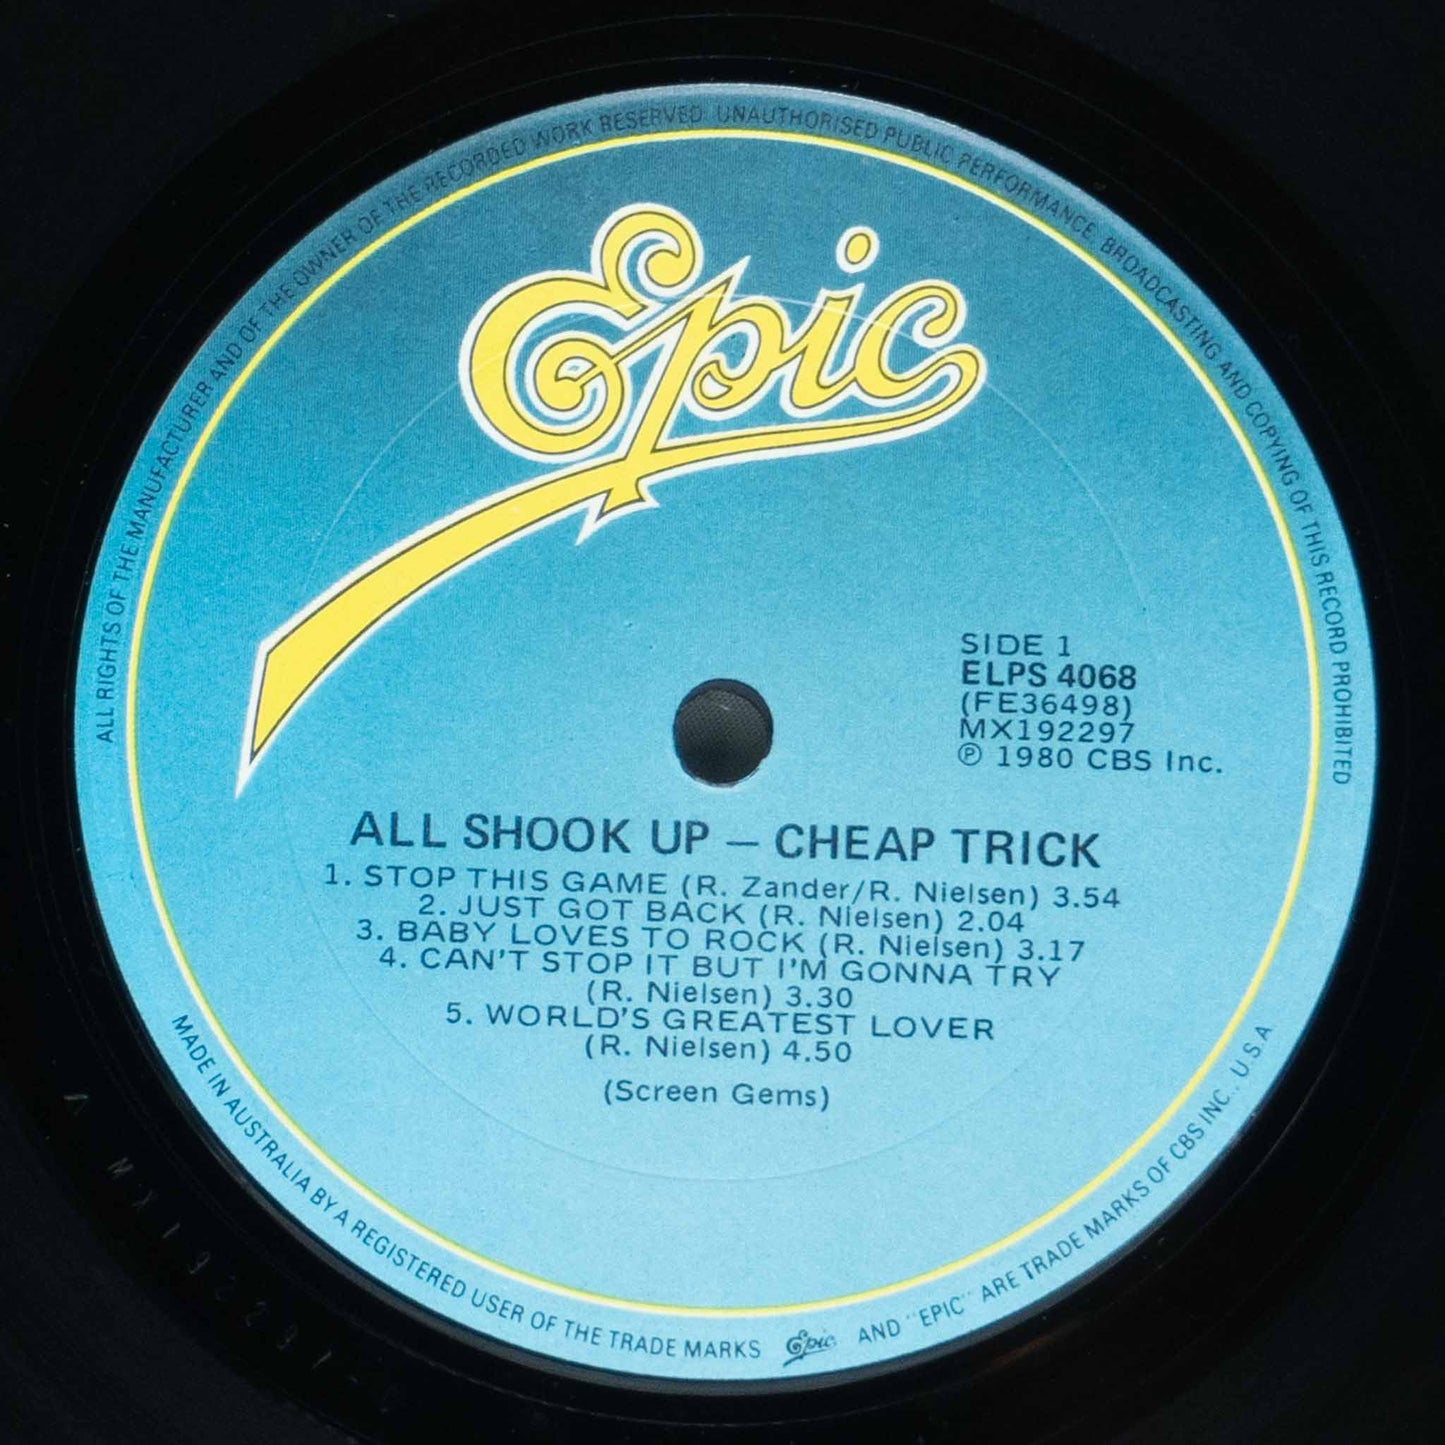 ALL RIGHTS OF THE MANUFACTURER AND OF THE OWNER OF THE RECORDED WORK RESERVED. UNAUTHORISED PUBLIC PERFORMANCE, BROADCASTING AND COPYING OF THIS RECORD PROHIBITED
Epic
SIDE 1
ELPS 4068
(FE36498)
MX192297
℗ 1980 CBS Inc.
ALL SHOOK UP – CHEAP TRICK
1. STOP THIS GAME (R. Zander/R. Nielsen) 3.54
2. JUST GOT BACK (R. Nielsen) 2.04
3. BABY LOVES TO ROCK (R. Nielsen) 3.17
4. CAN'T STOP IT BUT I'M GONNA TRY
(R. Nielsen) 3.30
5. WORLD'S GREATEST LOVER
(R. Nielsen) 4.50
(Screen Gems)
MADE IN AUSTRALIA BY A REGISTERED USER OF THE TRADE MARKS Epic AND "EPIC" ARE TRADE MARKS OF CBS INC., U.S.A